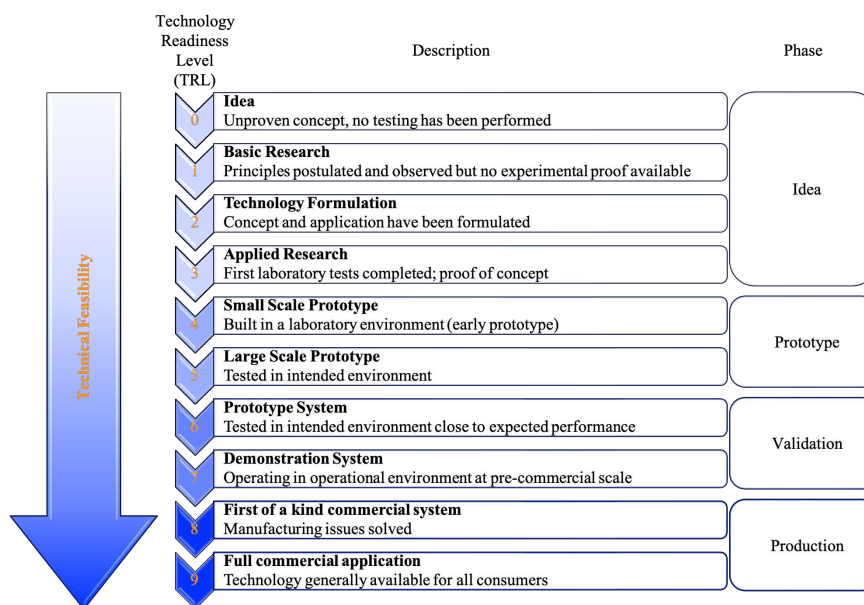 Technology
Readiness
Level
(TRL)
Description
Phase
Technical Feasibility
0
Idea
Unproven concept, no testing has been performed
1
Basic Research
Principles postulated and observed but no experimental proof available
2
Technology Formulation
Concept and application have been formulated
3
Applied Research
First laboratory tests completed; proof of concept
Idea
4
Small Scale Prototype
Built in a laboratory environment (early prototype)
5
Large Scale Prototype
Tested in intended environment
Prototype
6
Prototype System
Tested in intended environment close to expected performance
7
Demonstration System
Operating in operational environment at pre-commercial scale
Validation
8
First of a kind commercial system
Manufacturing issues solved
9
Full commercial application
Technology generally available for all consumers
Production